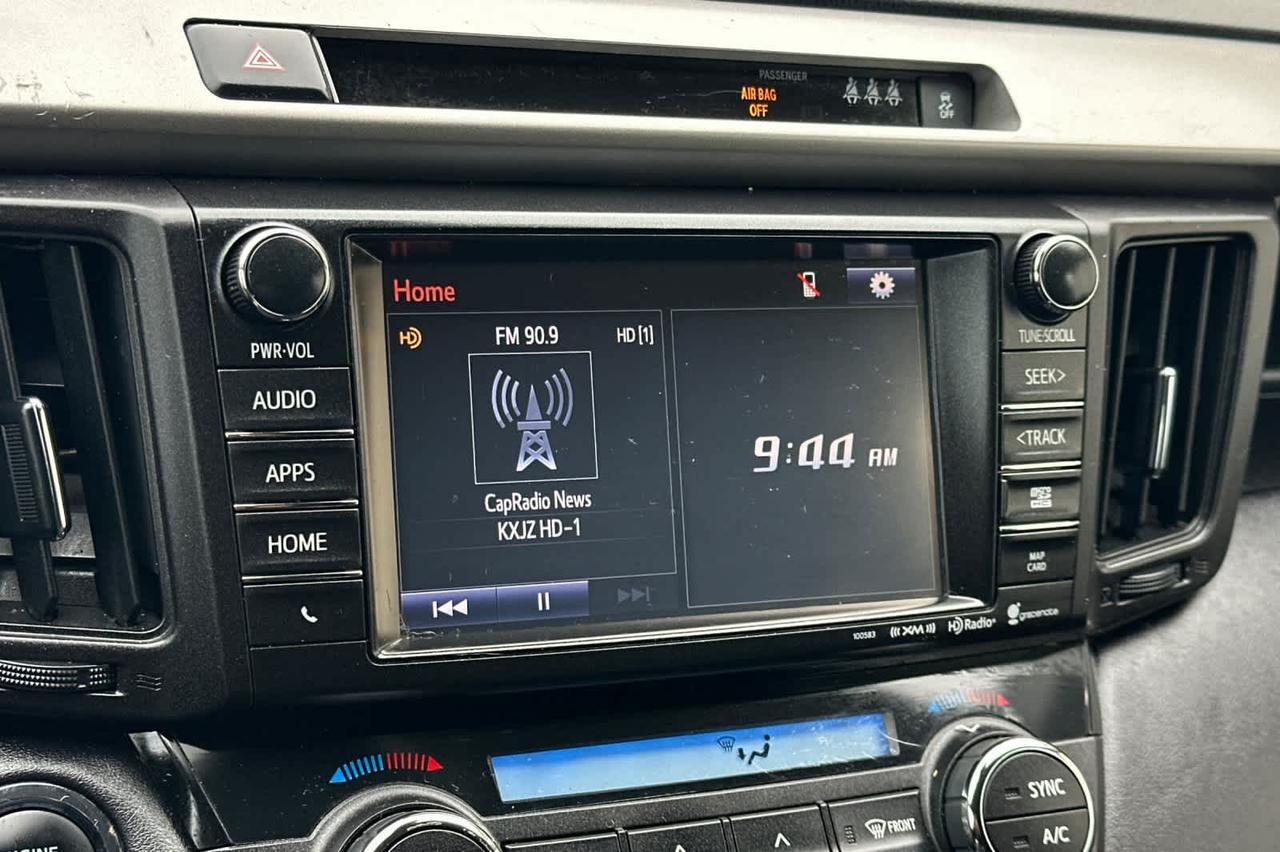 PASSENGER
AIR BAG
OFF
OFF
PWR·VOL
AUDIO
APPS
HOME
Home
FM 90.9
HD [1]
CapRadio News
KXJZ HD-1
9:44 AM
TUNE·SCROLL
SEEK>
<TRACK
MAP
CARD
100583
XM
HD Radio
gracenote
SYNC
A/C
FRONT